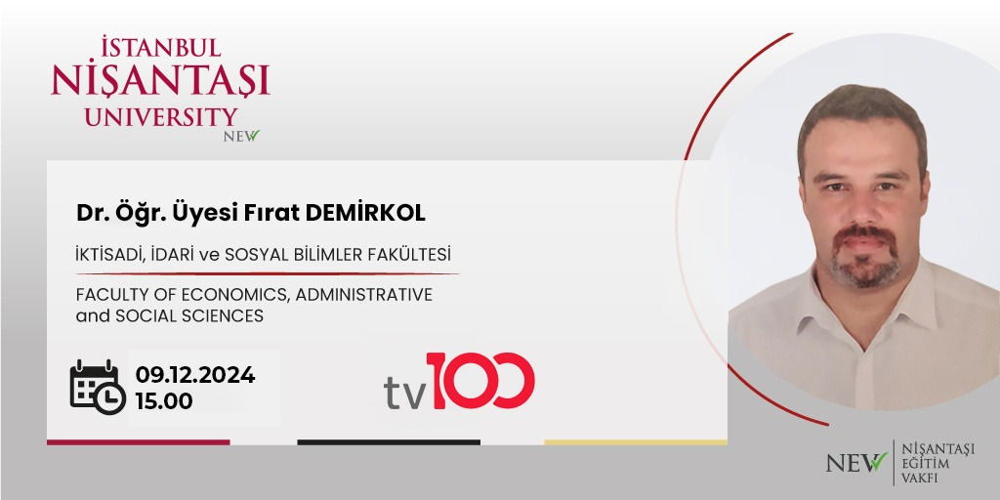 İSTANBUL
NİŞANTAŞI
UNIVERSITY
NEW
Dr. Öğr. Üyesi Fırat DEMİRKOL
İKTİSADİ, İDARİ ve SOSYAL BİLİMLER FAKÜLTESİ
FACULTY OF ECONOMICS, ADMINISTRATIVE
and SOCIAL SCIENCES
09.12.2024
15.00
tv100
NEW
NİŞANTAŞI
EĞİTİM
VAKFI